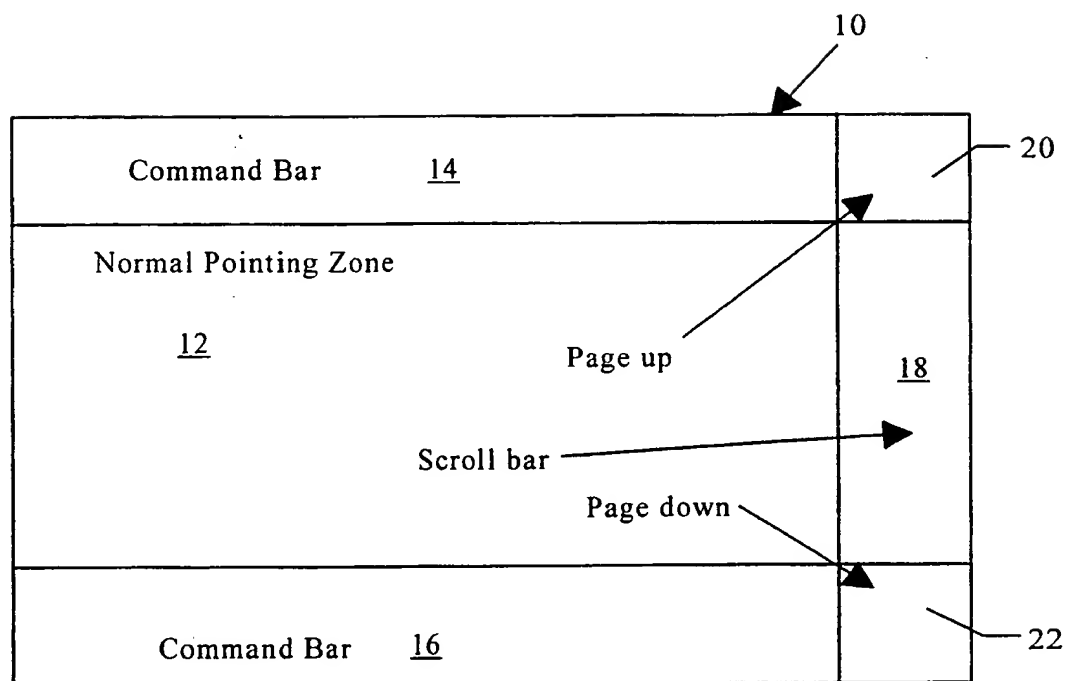 10
Command Bar 14
20
Normal Pointing Zone
12
Page up
18
Scroll bar
Page down
Command Bar 16
22